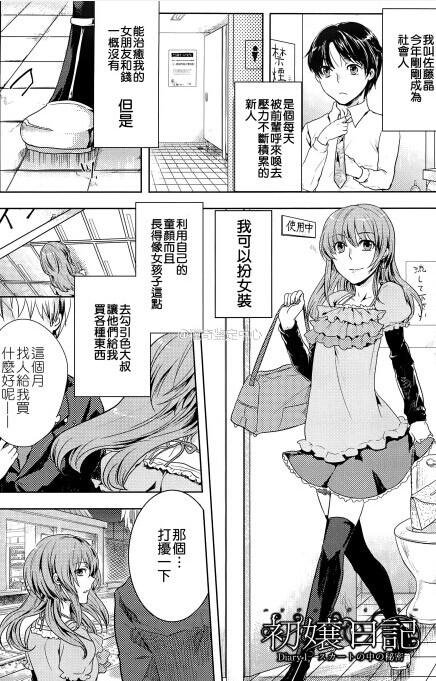 我叫佐藤晶
今年剛剛成為
社會人
禁煙
是個每天
被前輩呼來喚去
壓力不斷積累的
新人
能治癒我的
女朋友和錢
一概沒有
但是
使用中
我可以扮女裝
利用自己的
童顏而且
長得像女孩子這點
去勾引色大叔
讓他們給我
買各種東西
這個月
找人給我買
什麼好呢——
那個…
打擾一下
初嬢日記
Diary.1 スカートの中の秘密